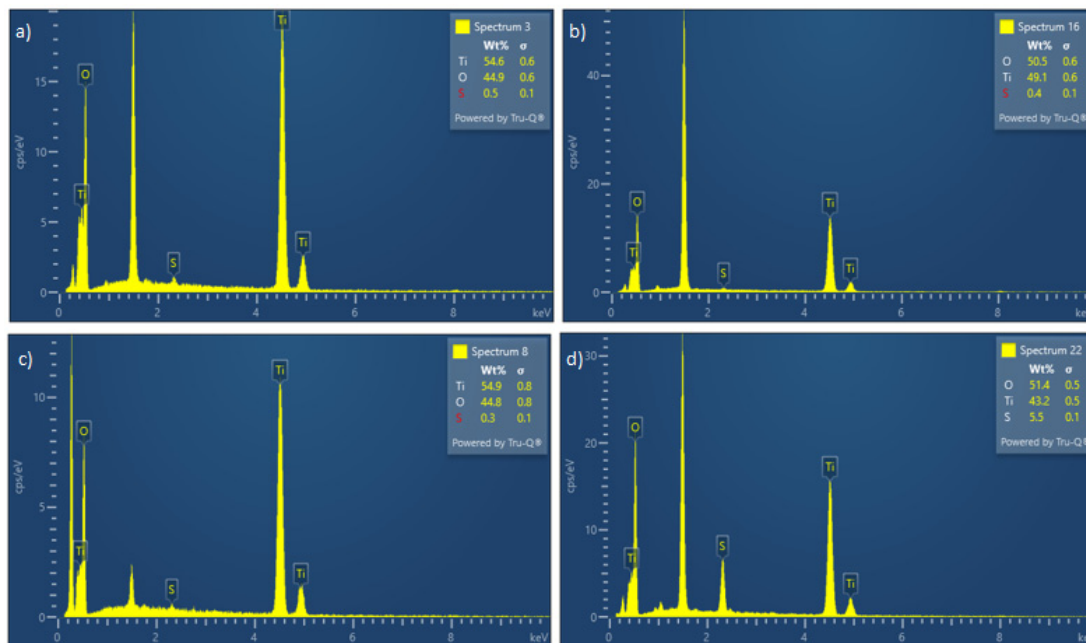 a)
Spectrum 3
Wt% σ
Ti 54.6 0.6
O 44.9 0.6
S 0.5 0.1
Powered by Tru-Q®
Ti
O
Ti
S
Ti
15
10
5
0
cps/eV
0 2 4 6 8 keV
b)
Spectrum 16
Wt% σ
O 50.5 0.6
Ti 49.1 0.6
S 0.4 0.1
Powered by Tru-Q®
O
Ti
S
Ti
Ti
40
20
0
cps/eV
0 2 4 6 8 ke
c)
Spectrum 8
Wt% σ
Ti 54.9 0.8
O 44.8 0.8
S 0.3 0.1
Powered by Tru-Q®
Ti
O
Ti
S
Ti
10
5
0
cps/eV
0 2 4 6 8 keV
d)
Spectrum 22
Wt% σ
O 51.4 0.5
Ti 43.2 0.5
S 5.5 0.1
Powered by Tru-Q®
O
Ti
S
Ti
Ti
30
20
10
0
cps/eV
0 2 4 6 8 keV